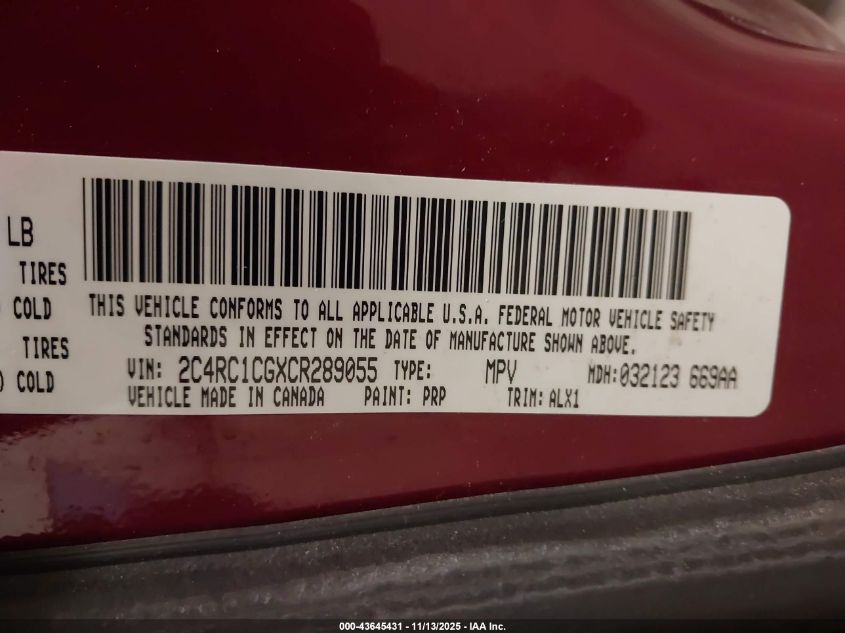 LB
TIRES
COLD
TIRES
) COLD
THIS VEHICLE CONFORMS TO ALL APPLICABLE U.S.A. FEDERAL MOTOR VEHICLE SAFETY
STANDARDS IN EFFECT ON THE DATE OF MANUFACTURE SHOWN ABOVE.
VIN: 2C4RC1CGXCR289055 TYPE: MPV MDH:032123 669AA
VEHICLE MADE IN CANADA PAINT: PRP TRIM: ALX1
000-43645431 - 11/13/2025 - IAA Inc.